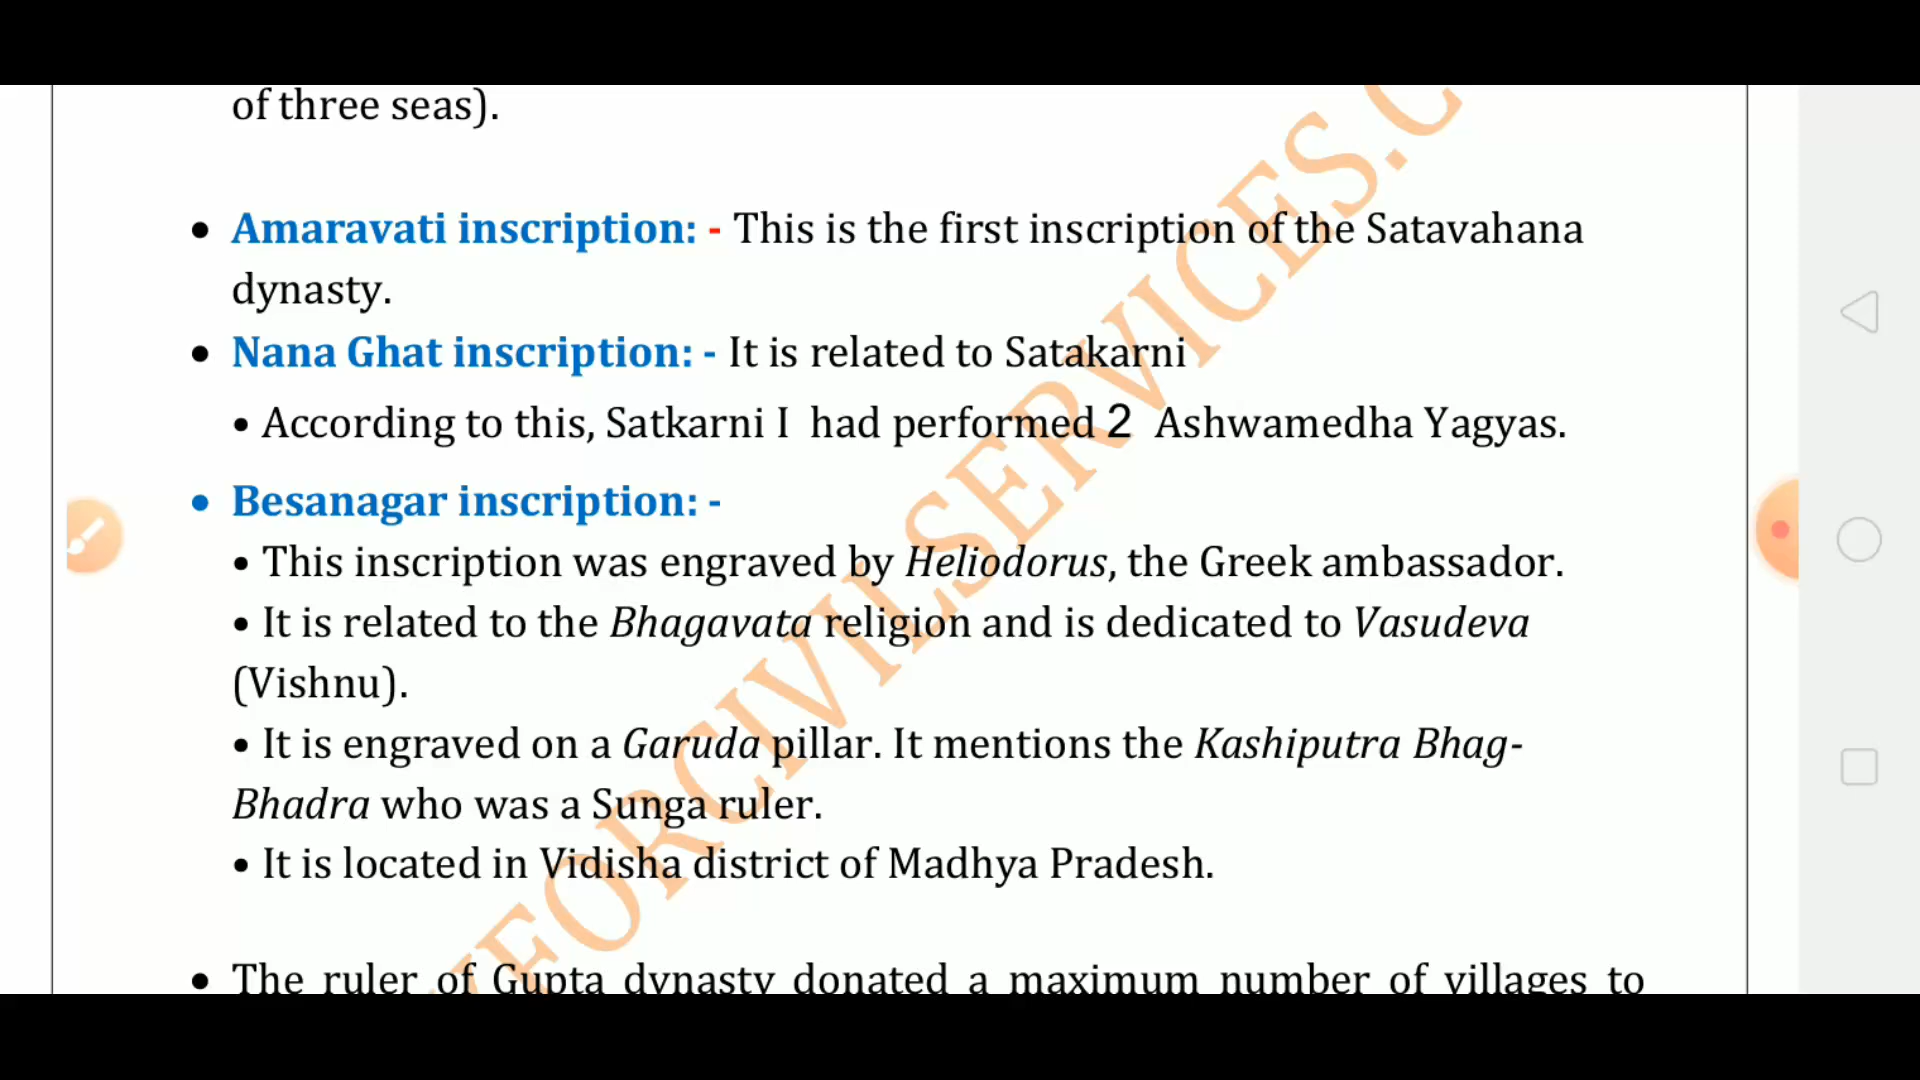 of three seas).
• Amaravati inscription: - This is the first inscription of the Satavahana
dynasty.
• Nana Ghat inscription: - It is related to Satakarni
• According to this, Satkarni I had performed 2 Ashwamedha Yagyas.
• Besanagar inscription: -
• This inscription was engraved by Heliodorus, the Greek ambassador.
• It is related to the Bhagavata religion and is dedicated to Vasudeva
(Vishnu).
• It is engraved on a Garuda pillar. It mentions the Kashiputra Bhag-
Bhadra who was a Sunga ruler.
• It is located in Vidisha district of Madhya Pradesh.
• The ruler of Gupta dynasty donated a maximum number of villages to
FORCIVILSERVICES.C